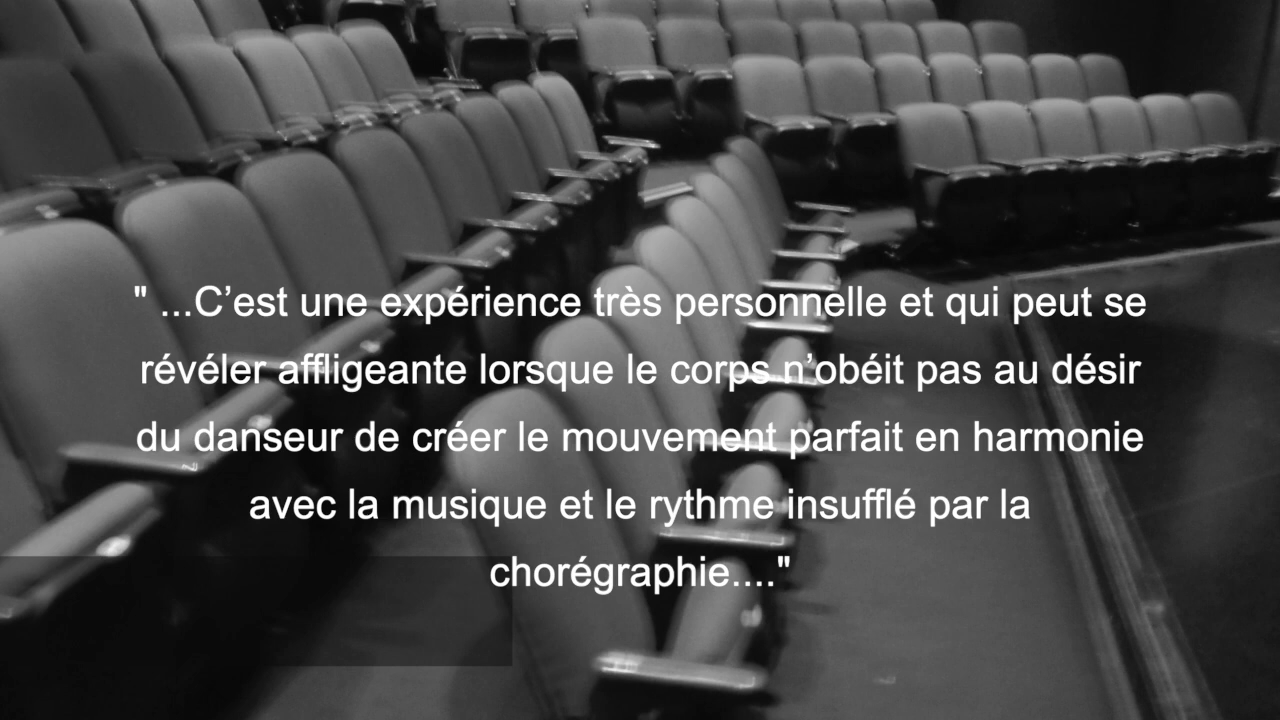 " ...C’est une expérience très personnelle et qui peut se
révéler affligeante lorsque le corps n’obéit pas au désir
du danseur de créer le mouvement parfait en harmonie
avec la musique et le rythme insufflé par la
chorégraphie...."